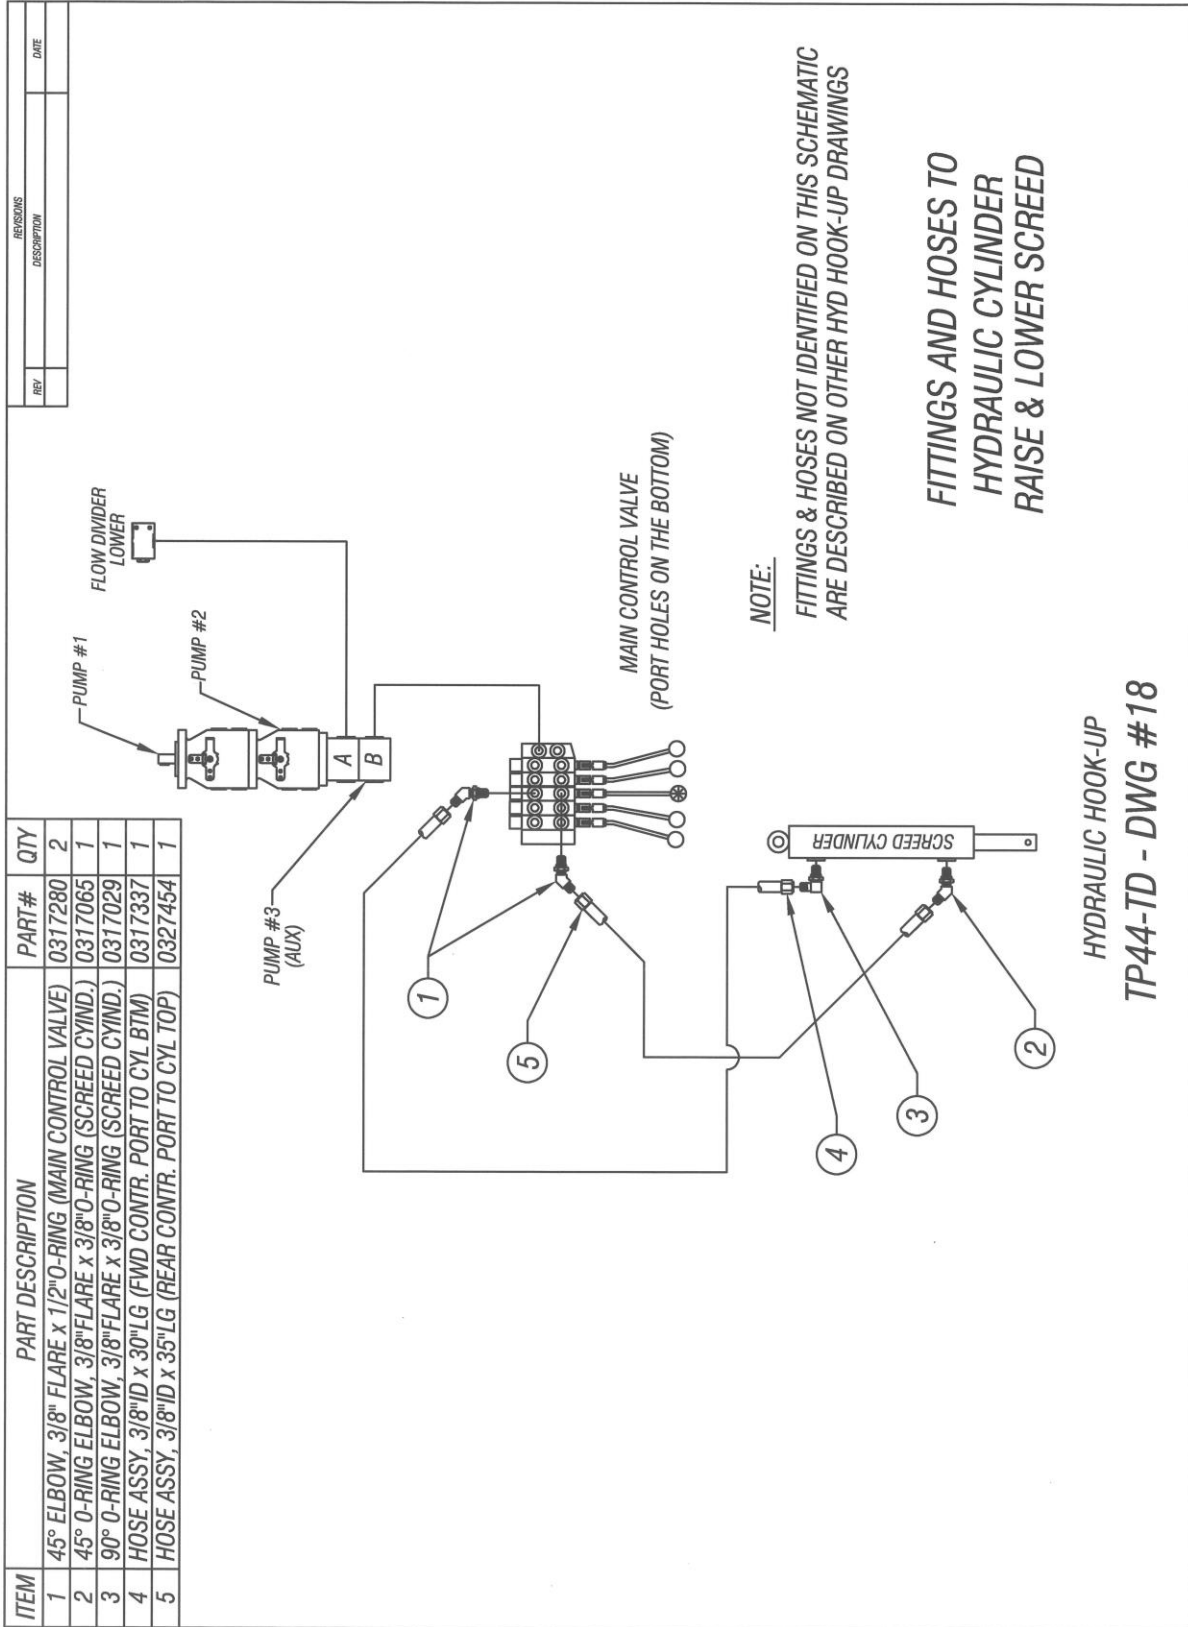 ITEM PART DESCRIPTION PART# QTY
1 45° ELBOW, 3/8" FLARE x 1/2"O-RING (MAIN CONTROL VALVE) 0317280 2
2 45° O-RING ELBOW, 3/8"FLARE x 3/8"O-RING (SCREED CYIND.) 0317065 1
3 90° O-RING ELBOW, 3/8"FLARE x 3/8"O-RING (SCREED CYIND.) 0317029 1
4 HOSE ASSY, 3/8"ID x 30"LG (FWD CONTR. PORT TO CYL BTM) 0317337 1
5 HOSE ASSY, 3/8"ID x 35"LG (REAR CONTR. PORT TO CYL TOP) 0327454 1
REVISIONS
REV DESCRIPTION DATE
PUMP #1
PUMP #2
FLOW DIVIDER
LOWER
A
B
PUMP #3
(AUX)
1
5
MAIN CONTROL VALVE
(PORT HOLES ON THE BOTTOM)
SCREED CYLINDER
4
3
2
NOTE:
FITTINGS & HOSES NOT IDENTIFIED ON THIS SCHEMATIC
ARE DESCRIBED ON OTHER HYD HOOK-UP DRAWINGS
FITTINGS AND HOSES TO
HYDRAULIC CYLINDER
RAISE & LOWER SCREED
HYDRAULIC HOOK-UP
TP44-TD - DWG #18